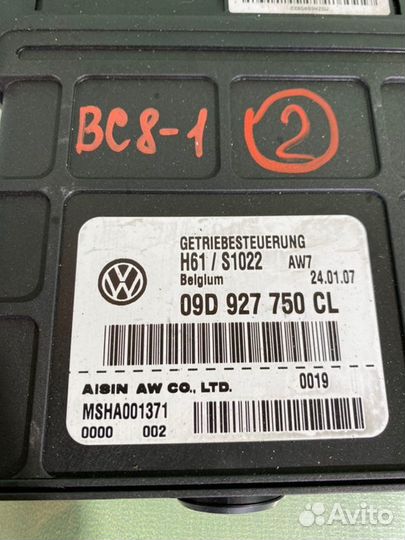 BC8-1
2
GETRIEBESTEUERUNG
H61 / S1022 AW7
Belgium 24.01.07
09D 927 750 CL
AISIN AW CO., LTD. 0019
MSHA001371
0000 002
Avito